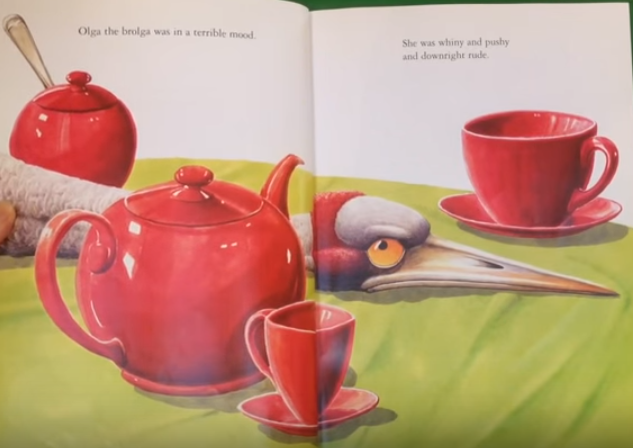 Olga the brolga was in a terrible mood.
She was whiny and pushy
and downright rude.